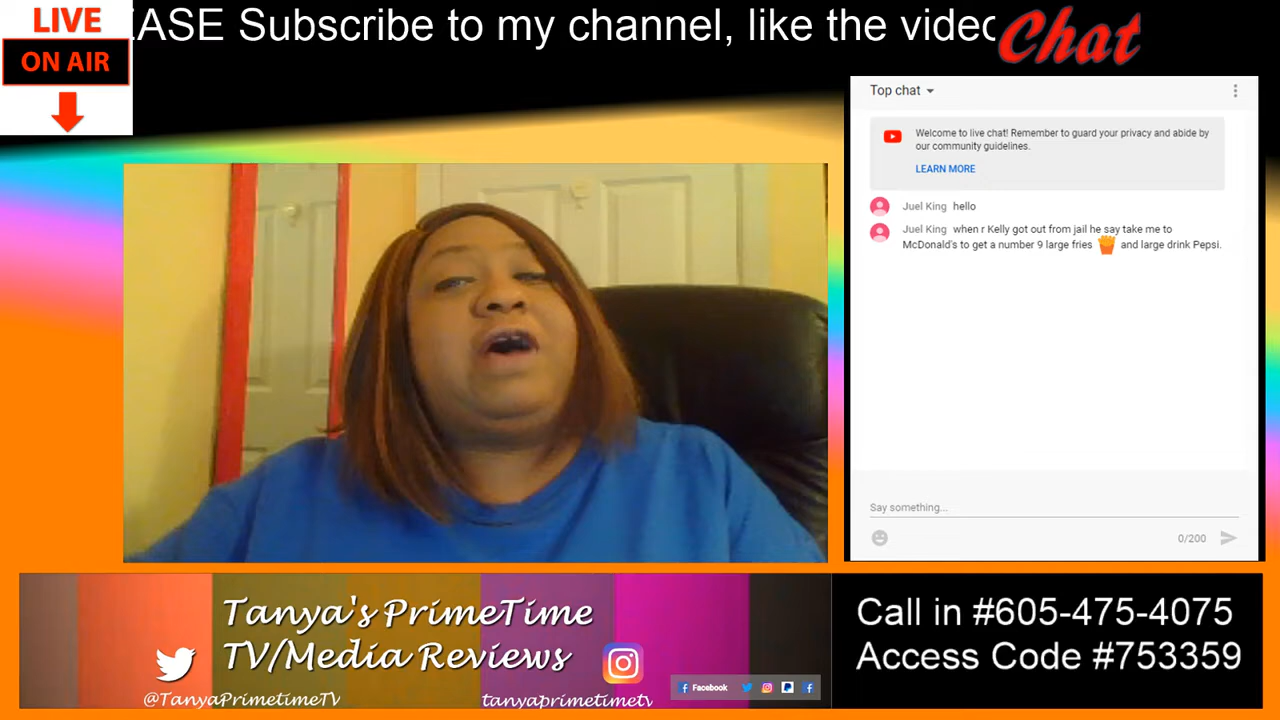 LIVE
ON AIR
EASE Subscribe to my channel, like the video
Chat
Top chat
Welcome to live chat! Remember to guard your privacy and abide by
our community guidelines.
LEARN MORE
Juel King hello
Juel King when r Kelly got out from jail he say take me to
McDonald's to get a number 9 large fries 🍟 and large drink Pepsi.
Say something...
0/200
Tanya's PrimeTime
TV/Media Reviews
@TanyaPrimetimeTV
tanyaprimetimetv
Facebook
Call in #605-475-4075
Access Code #753359